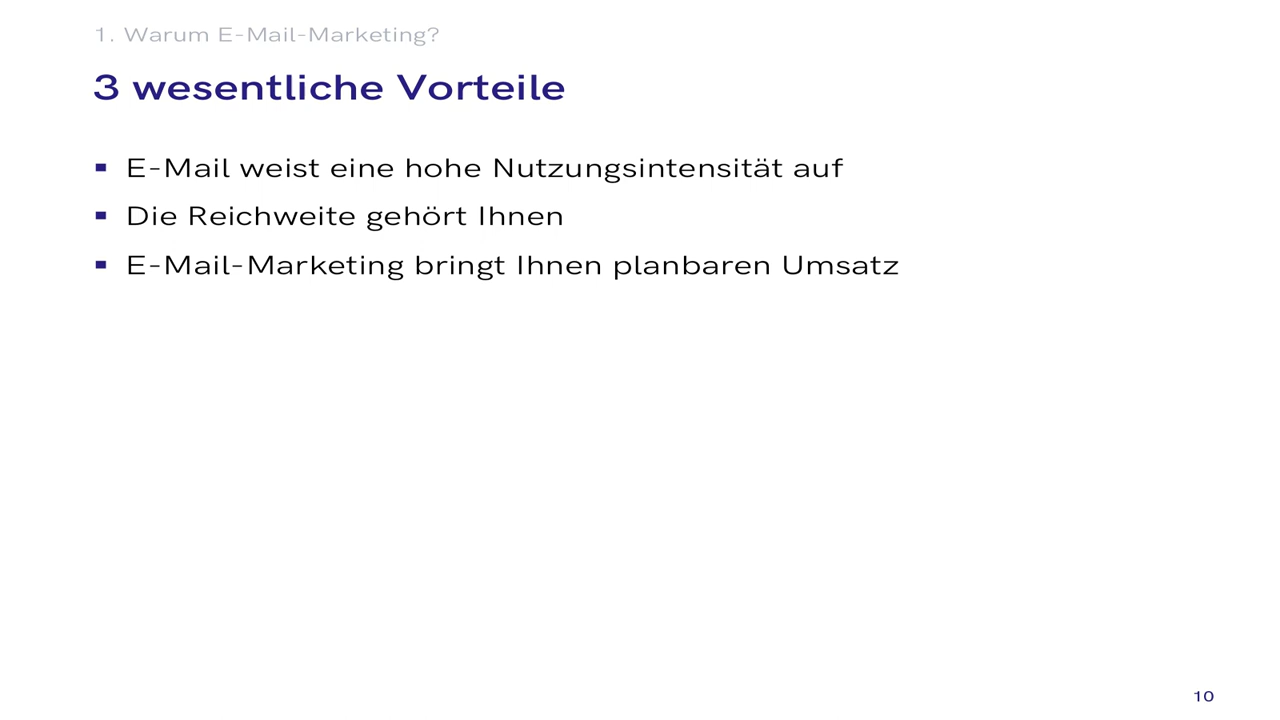 1. Warum E-Mail-Marketing?
3 wesentliche Vorteile
▪ E-Mail weist eine hohe Nutzungsintensität auf
▪ Die Reichweite gehört Ihnen
▪ E-Mail-Marketing bringt Ihnen planbaren Umsatz
10